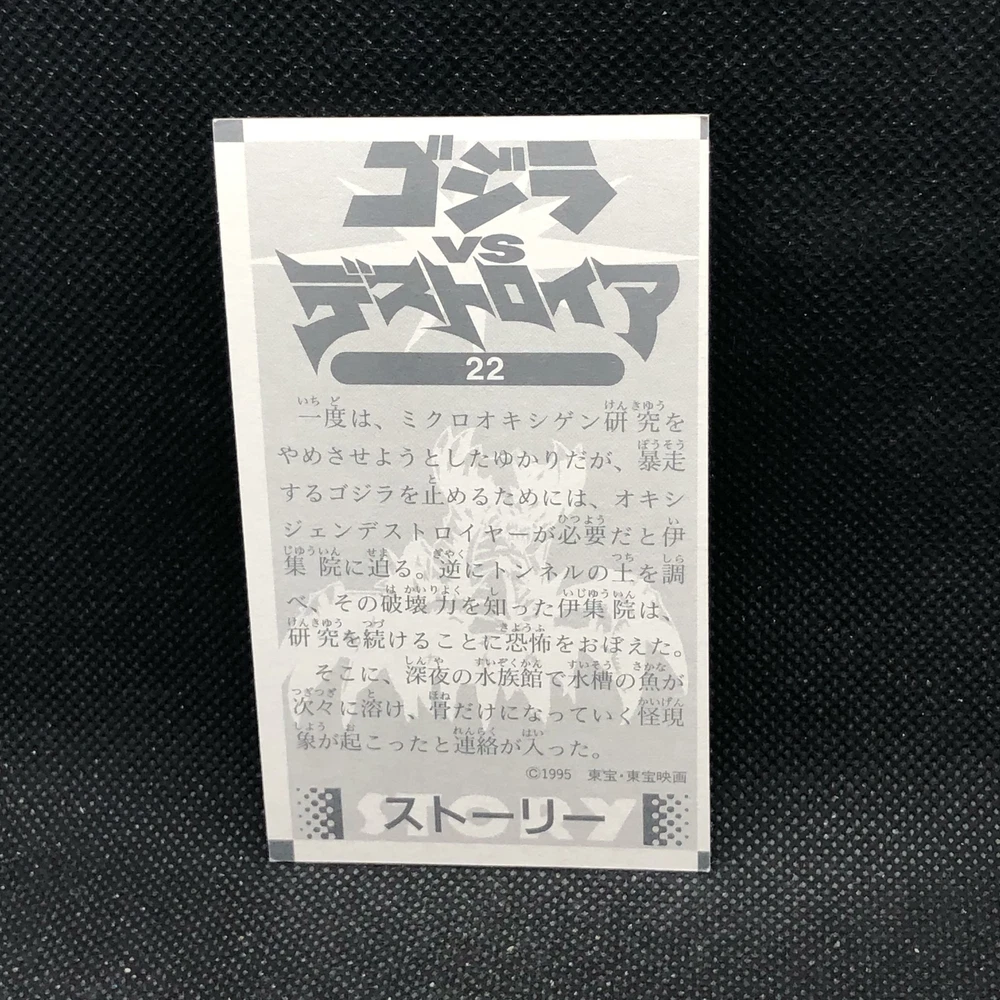 ゴジラ
VS
デストロイア
22
一度は、ミクロオキシゲン研究を
やめさせようとしたゆかりだが、暴走
するゴジラを止めるためには、オキシ
ジェンデストロイヤーが必要だと伊
集院に迫る。逆にトンネルの土を調
べ、その破壊力を知った伊集院は、
研究を続けることに恐怖をおぼえた。
そこに、深夜の水族館で水槽の魚が
次々に溶け、骨だけになっていく怪現
象が起こったと連絡が入った。
©1995 東宝・東宝映画
STORY
ストーリー